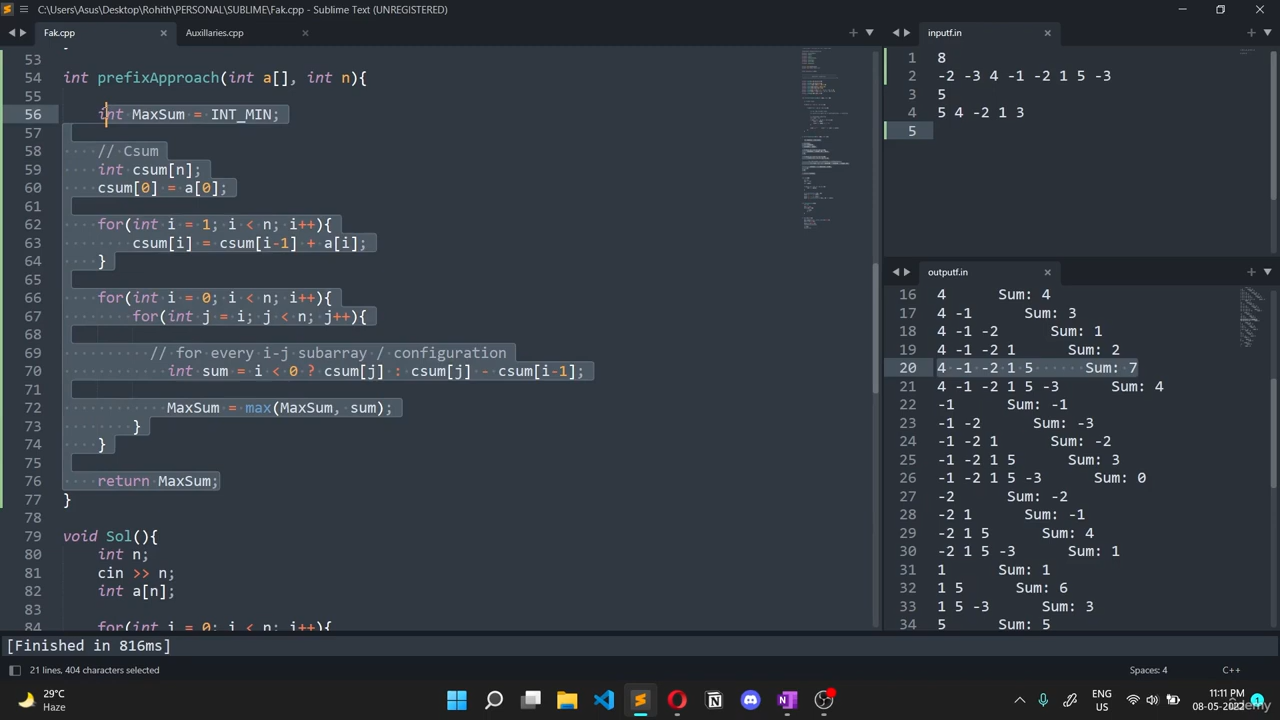 C:\Users\Asus\Desktop\Rohith\PERSONAL\SUBLIME\Fak.cpp - Sublime Text (UNREGISTERED)
Fak.cpp
Auxillaries.cpp
53
54 int prefixApproach(int a[], int n){
55
56 int MaxSum = INT_MIN;
57
58 Csum
59 int csum[n];
60 csum[0] = a[0];
61
62 for(int i = 1; i < n; i++){
63 csum[i] = csum[i-1] + a[i];
64 }
65
66 for(int i = 0; i < n; i++){
67 for(int j = i; j < n; j++){
68
69 // for every i-j subarray / configuration
70 int sum = i < 0 ? csum[j] : csum[j] - csum[i-1];
71
72 MaxSum = max(MaxSum, sum);
73 }
74 }
75
76 return MaxSum;
77 }
78
79 void Sol(){
80 int n;
81 cin >> n;
82 int a[n];
83
84 for(int i = 0; i < n; i++){
inputf.in
1 8
2 -2 -3 4 -1 -2 1 5 -3
3 5
4 5 4 -2 1 3
5
outputf.in
16 4 Sum: 4
17 4 -1 Sum: 3
18 4 -1 -2 Sum: 1
19 4 -1 -2 1 Sum: 2
20 4 -1 -2 1 5 Sum: 7
21 4 -1 -2 1 5 -3 Sum: 4
22 -1 Sum: -1
23 -1 -2 Sum: -3
24 -1 -2 1 Sum: -2
25 -1 -2 1 5 Sum: 3
26 -1 -2 1 5 -3 Sum: 0
27 -2 Sum: -2
28 -2 1 Sum: -1
29 -2 1 5 Sum: 4
30 -2 1 5 -3 Sum: 1
31 1 Sum: 1
32 1 5 Sum: 6
33 1 5 -3 Sum: 3
34 5 Sum: 5
[Finished in 816ms]
21 lines, 404 characters selected
Spaces: 4
C++
29°C
Haze
ENG
US
11:11 PM
08-05-2022
1